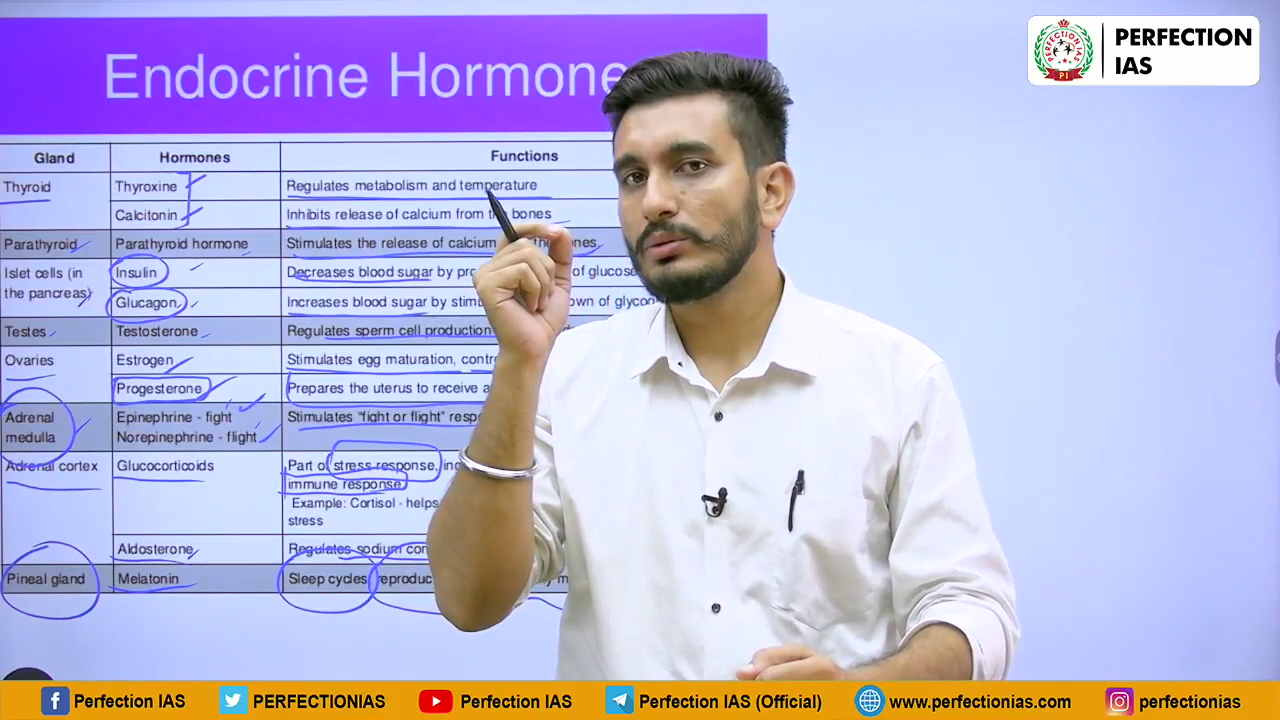 PERFECTION
IAS
Endocrine Hormone
Gland Hormones Functions
Thyroid Thyroxine Regulates metabolism and temperature
Calcitonin Inhibits release of calcium from bones
Parathyroid Parathyroid hormone Stimulates the release of calcium
Islet cells (in
the pancreas) Insulin Decreases blood sugar by of glucose
Glucagon Increases blood sugar by of
Testes Testosterone Regulates sperm cell production
Ovaries Estrogen Stimulates egg maturation,
Progesterone Prepares the uterus to receive
Adrenal
medulla Epinephrine - fight
Norepinephrine - flight Stimulates "fight or flight"
Adrenal cortex Glucocorticoids Part of stress response,
immune response
Example: Cortisol - helps
stress
Aldosterone Regulates sodium
Pineal gland Melatonin Sleep cycles,
Perfection IAS PERFECTIONIAS Perfection IAS Perfection IAS (Official) www.perfectionias.com perfectionias